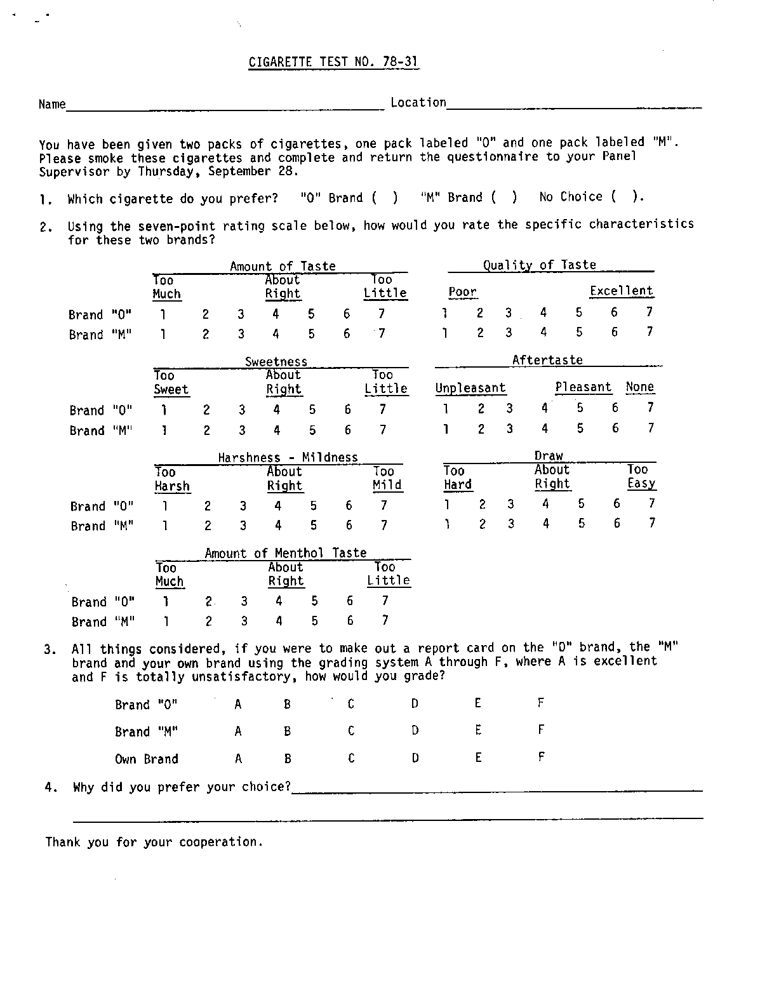 CIGARETTE TEST NO. 78-31
Name Location
You have been given two packs of cigarettes, one pack labeled "O" and one pack labeled "M".
Please smoke these cigarettes and complete and return the questionnaire to your Panel
Supervisor by Thursday, September 28.
1. Which cigarette do you prefer? "O" Brand ( ) "M" Brand ( ) No Choice ( ).
2. Using the seven-point rating scale below, how would you rate the specific characteristics
for these two brands?
Amount of Taste Quality of Taste
Too About Too
Much Right Little Poor Excellent
Brand "O" 1 2 3 4 5 6 7 1 2 3 4 5 6 7
Brand "M" 1 2 3 4 5 6 7 1 2 3 4 5 6 7
Sweetness Aftertaste
Too About Too
Sweet Right Little Unpleasant Pleasant None
Brand "O" 1 2 3 4 5 6 7 1 2 3 4 5 6 7
Brand "M" 1 2 3 4 5 6 7 1 2 3 4 5 6 7
Harshness - Mildness Draw
Too About Too Too About Too
Harsh Right Mild Hard Right Easy
Brand "O" 1 2 3 4 5 6 7 1 2 3 4 5 6 7
Brand "M" 1 2 3 4 5 6 7 1 2 3 4 5 6 7
Amount of Menthol Taste
Too About Too
Much Right Little
Brand "O" 1 2 3 4 5 6 7
Brand "M" 1 2 3 4 5 6 7
3. All things considered, if you were to make out a report card on the "O" brand, the "M"
brand and your own brand using the grading system A through F, where A is excellent
and F is totally unsatisfactory, how would you grade?
Brand "O" A B C D E F
Brand "M" A B C D E F
Own Brand A B C D E F
4. Why did you prefer your choice?
Thank you for your cooperation.